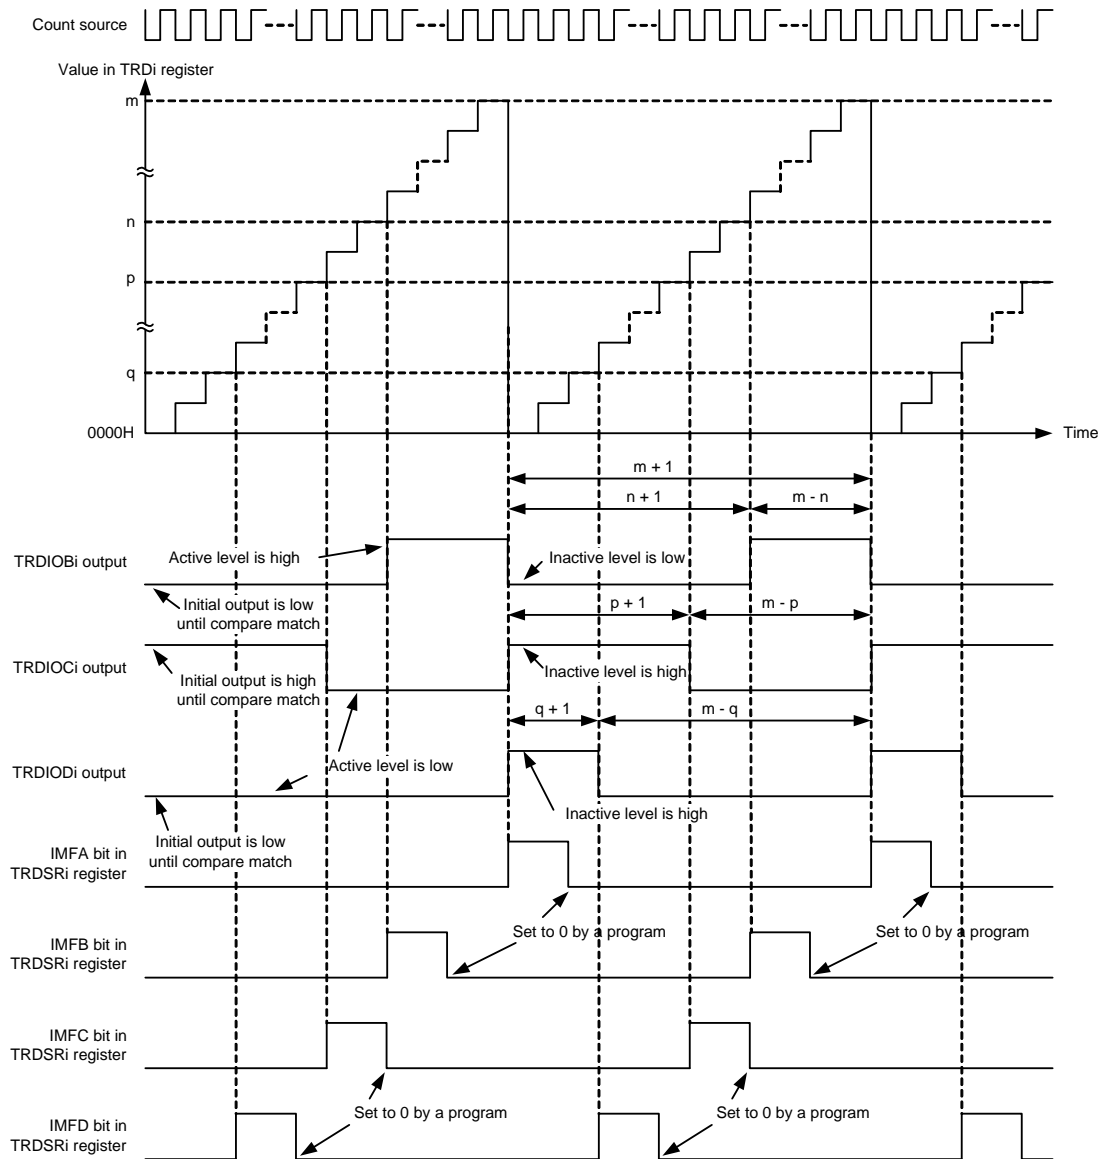 Count source
Value in TRDi register
m
n
p
q
0000H
Time
m + 1
n + 1
m - n
TRDIOBi output
Active level is high
Inactive level is low
Initial output is low
until compare match
p + 1
m - p
TRDIOCi output
Initial output is high
until compare match
Inactive level is high
q + 1
m - q
TRDIODi output
Active level is low
Inactive level is high
Initial output is low
until compare match
IMFA bit in
TRDSRi register
Set to 0 by a program
Set to 0 by a program
IMFB bit in
TRDSRi register
IMFC bit in
TRDSRi register
Set to 0 by a program
Set to 0 by a program
IMFD bit in
TRDSRi register